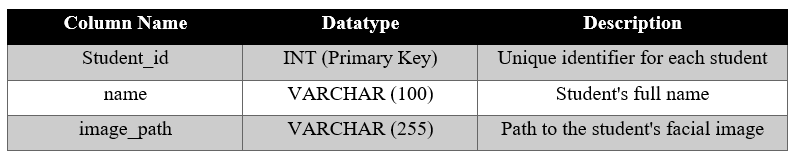 Column Name Datatype Description
Student_id INT (Primary Key) Unique identifier for each student
name VARCHAR (100) Student's full name
image_path VARCHAR (255) Path to the student's facial image